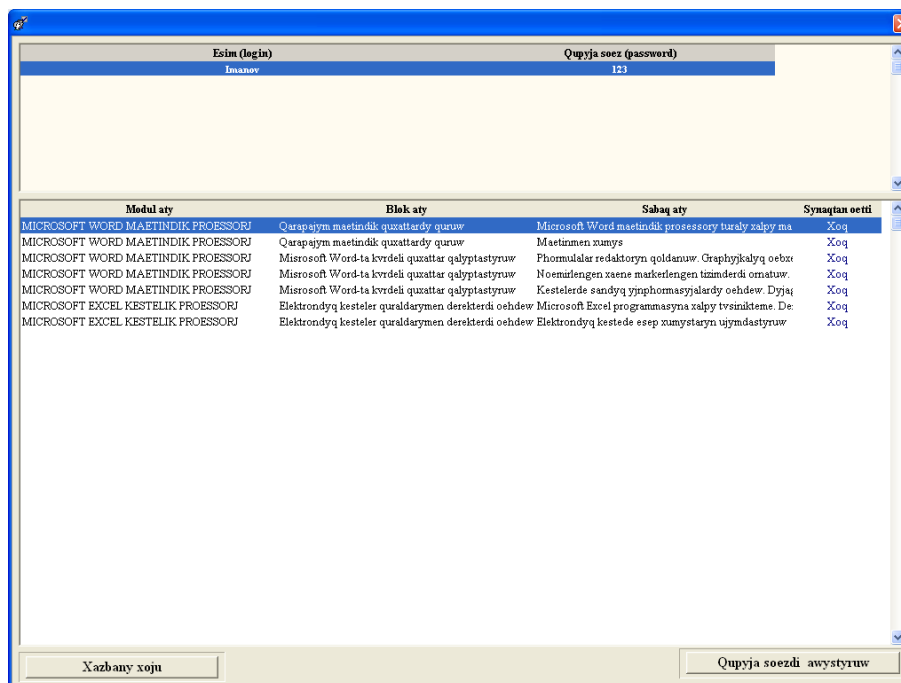 Esim (login) Qupyja soez (password)
Imanov 123
Modul aty Blok aty Sabaq aty Synaqtan oetti
MICROSOFT WORD MAETINDIK PROESSORJ Qarapajym maetindik quxattardy quruw Microsoft Word maetindik prosessory turaly xalpy ma Xoq
MICROSOFT WORD MAETINDIK PROESSORJ Qarapajym maetindik quxattardy quruw Maetinmen xumys Xoq
MICROSOFT WORD MAETINDIK PROESSORJ Misrosoft Word-ta kvrdeli quxattar qalyptastyruw Phormulalar redaktoryn qoldanuw. Graphyjkalyq oebxe Xoq
MICROSOFT WORD MAETINDIK PROESSORJ Misrosoft Word-ta kvrdeli quxattar qalyptastyruw Noemirlengen xaene markerlengen tizimderdi ornatuw. Xoq
MICROSOFT WORD MAETINDIK PROESSORJ Misrosoft Word-ta kvrdeli quxattar qalyptastyruw Kestelerde sandyq yjnphormasyjalardy oehdew. Dyjag Xoq
MICROSOFT EXCEL KESTELIK PROESSORJ Elektrondyq kesteler quraldarymen derekterdi oehdew Microsoft Excel programmasyna xalpy tvsinikteme. De: Xoq
MICROSOFT EXCEL KESTELIK PROESSORJ Elektrondyq kesteler quraldarymen derekterdi oehdew Elektrondyq kestede esep xumystaryn ujymdastyruw Xoq
Xazbany xoju Qupyja soezdi awystyruw